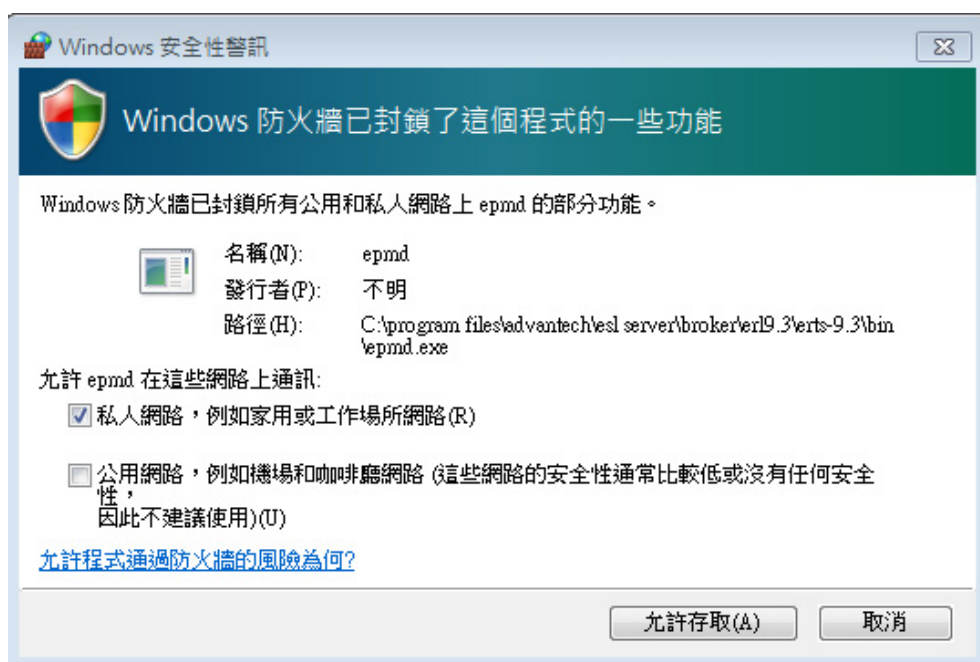 Windows 安全性警訊
Windows 防火牆已封鎖了這個程式的一些功能
Windows 防火牆已封鎖所有公用和私人網路上 epmd 的部分功能。
名稱(N): epmd
發行者(P): 不明
路徑(H): C:\program files\advantech\esl server\broker\erl9.3\erts-9.3\bin
\epmd.exe
允許 epmd 在這些網路上通訊:
私人網路，例如家用或工作場所網路(R)
公用網路，例如機場和咖啡廳網路 (這些網路的安全性通常比較低或沒有任何安全
性，
因此不建議使用)(U)
允許程式通過防火牆的風險為何?
允許存取(A) 取消